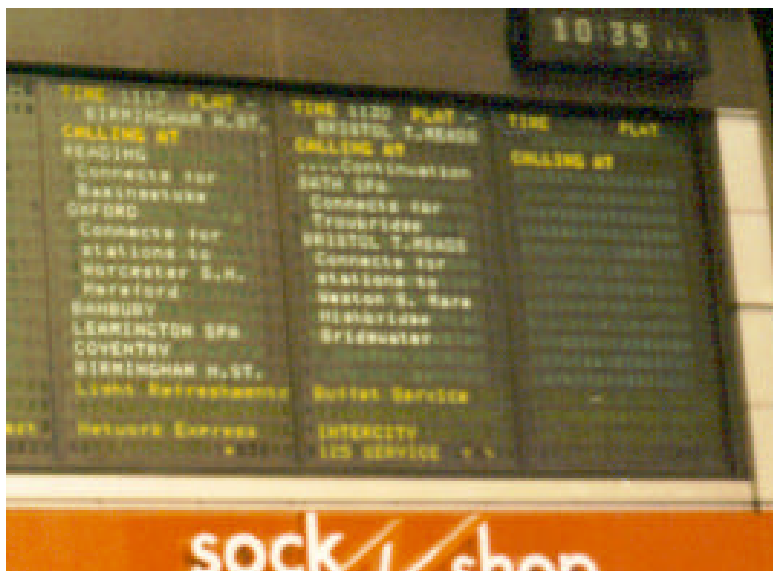 10:35
TIME 1117 PLAT -
BIRMINGHAM N.ST.
CALLING AT
READING
Connects for
Basingstoke
OXFORD
Connects for
stations to
Worcester S.H.
Hereford
BANBURY
LEAMINGTON SPA
COVENTRY
BIRMINGHAM N.ST.
Light Refreshments
Network Express
TIME 1120 PLAT -
BRISTOL T.MEADS
CALLING AT
....Continuation
BATH SPA
Connects for
Trowbridge
BRISTOL T.MEADS
Connects for
stations to
Weston S. Mare
Highbridge
Bridgwater
Buffet Service
INTERCITY
125 SERVICE
TIME PLAT
CALLING AT
sock shop